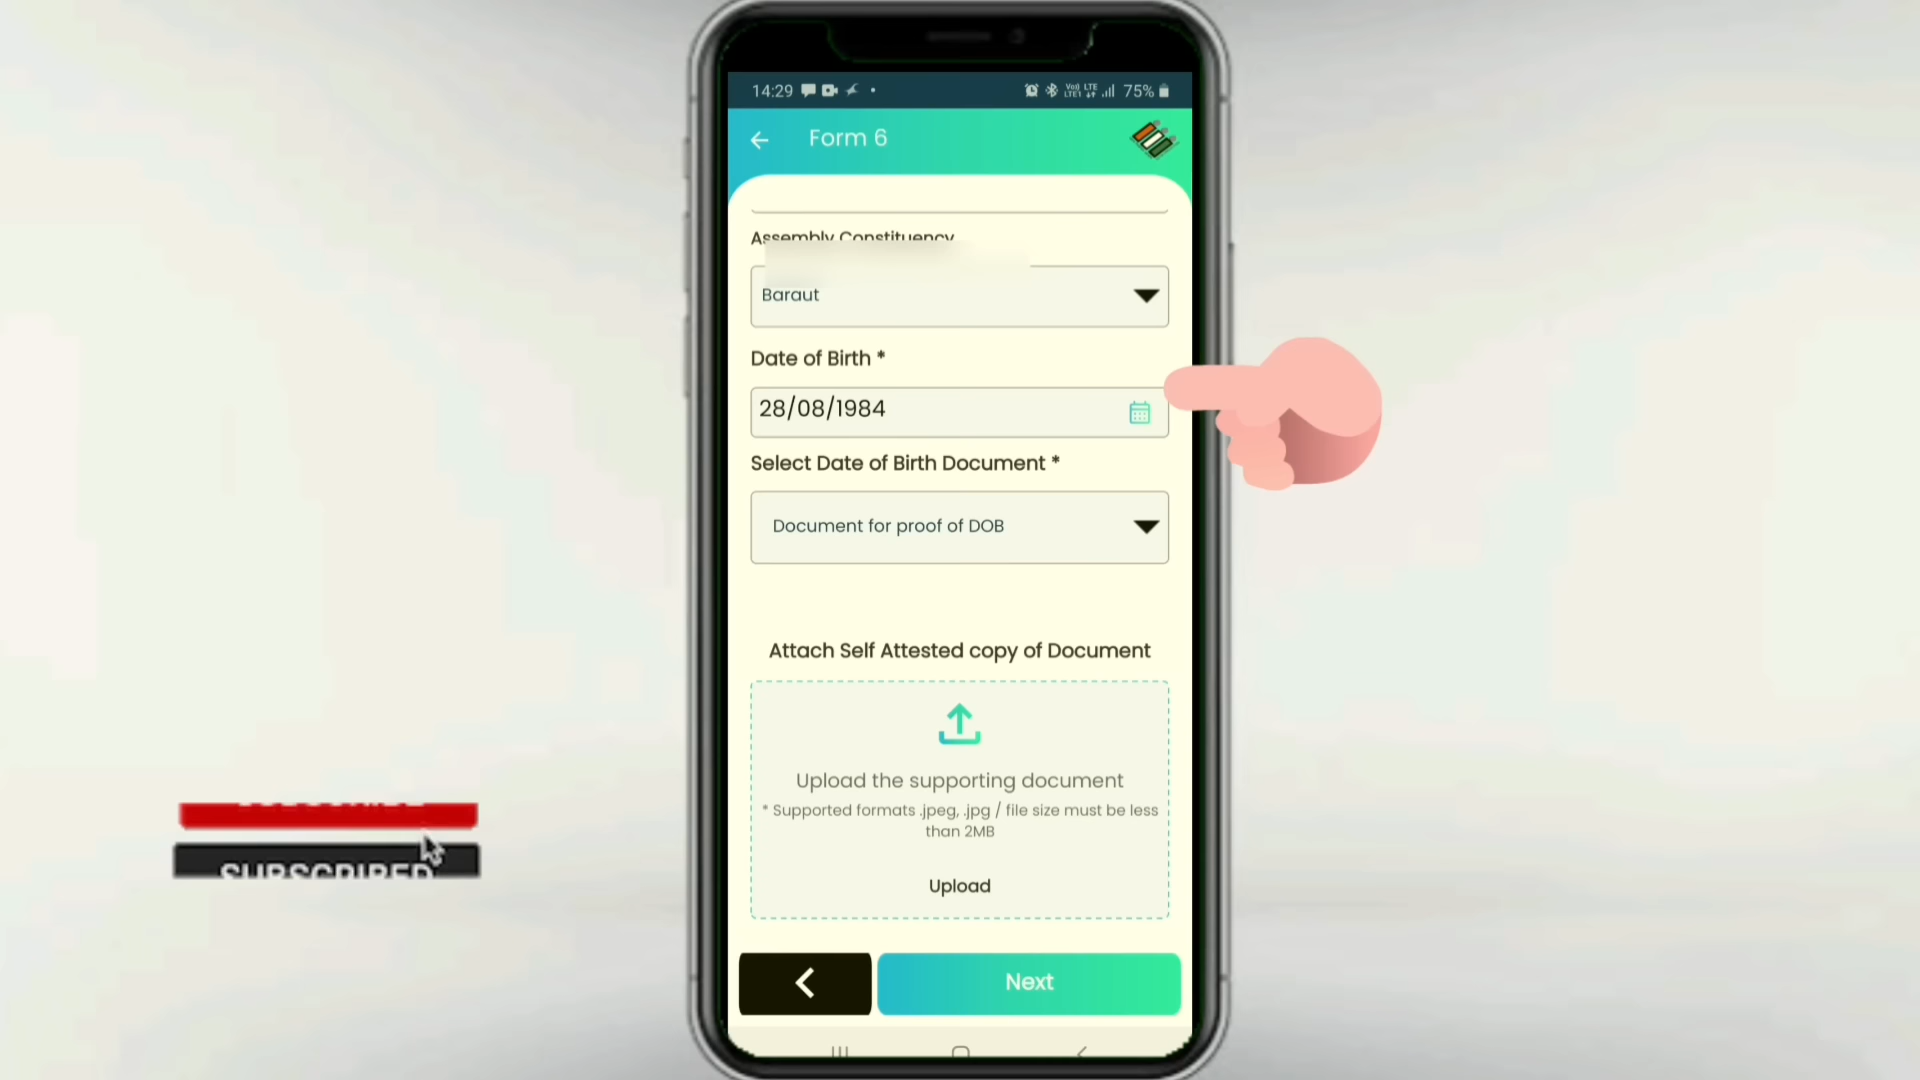 14:29
75%
Form 6
Assembly Constituency
Baraut
Date of Birth *
28/08/1984
Select Date of Birth Document *
Document for proof of DOB
Attach Self Attested copy of Document
Upload the supporting document
* Supported formats .jpeg, .jpg / file size must be less
than 2MB
Upload
Next
SUBSCRIBED